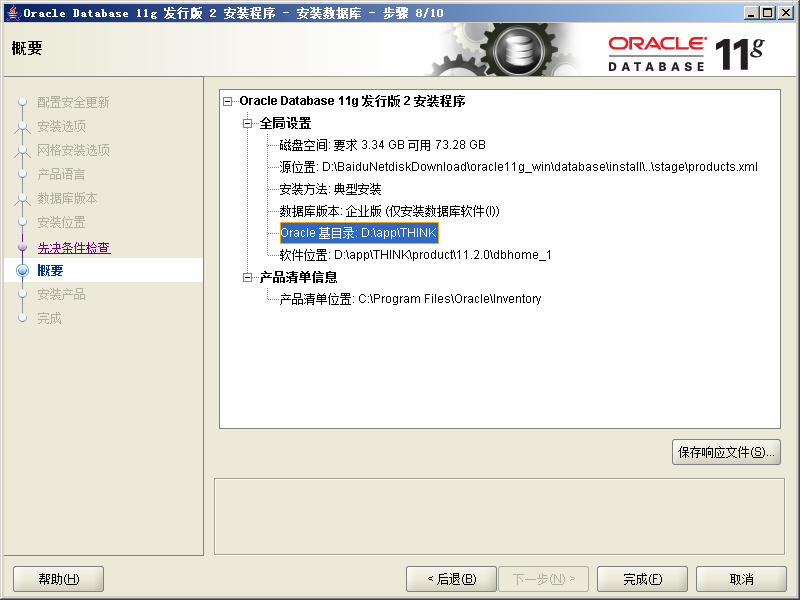 Oracle Database 11g 发行版 2 安装程序 - 安装数据库 - 步骤 8/10
概要
ORACLE
DATABASE
11g
配置安全更新
安装选项
网格安装选项
产品语言
数据库版本
安装位置
先决条件检查
概要
安装产品
完成
Oracle Database 11g 发行版 2 安装程序
全局设置
磁盘空间: 要求 3.34 GB 可用 73.28 GB
源位置: D:\BaiduNetdiskDownload\oracle11g_win\database\install\..\stage\products.xml
安装方法: 典型安装
数据库版本: 企业版 (仅安装数据库软件(I))
Oracle 基目录: D:\app\THINK
软件位置: D:\app\THINK\product\11.2.0\dbhome_1
产品清单信息
产品清单位置: C:\Program Files\Oracle\Inventory
保存响应文件(S)...
帮助(H)
< 后退(B)
下一步(N) >
完成(F)
取消